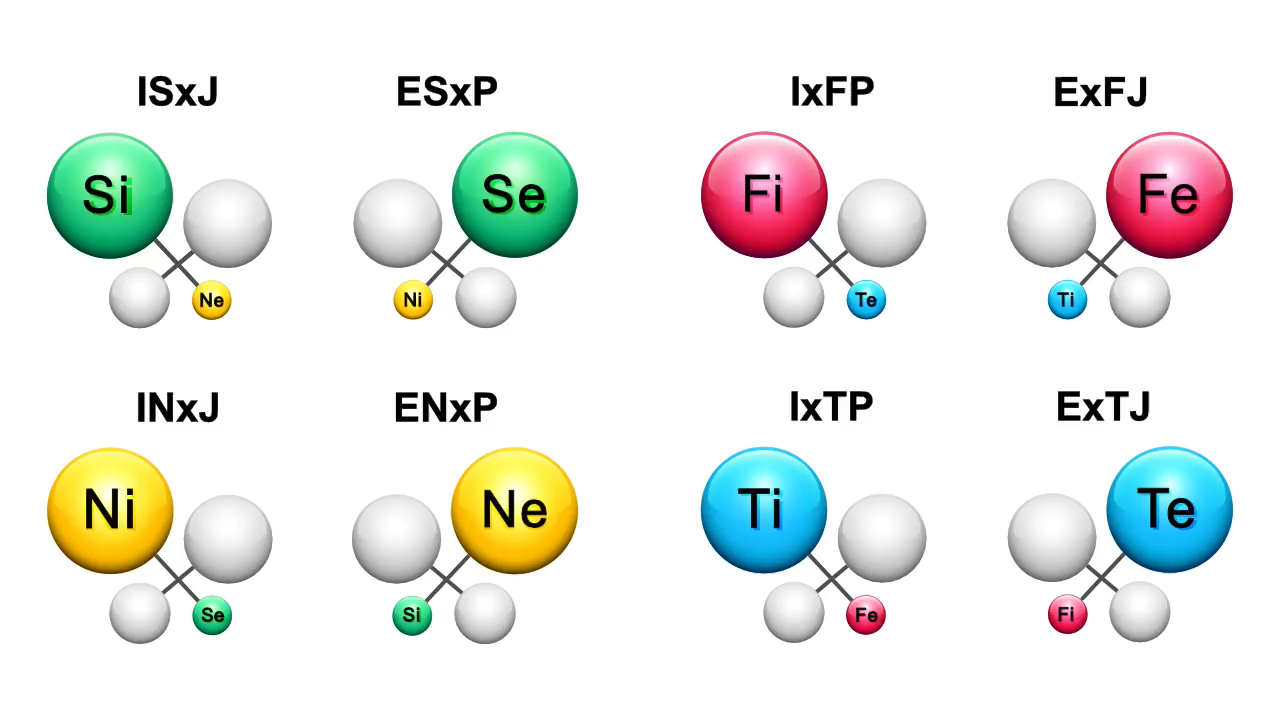 ISxJ
ESxP
IxFP
ExFJ
Si
Se
Fi
Fe
Ne
Ni
Te
Ti
INxJ
ENxP
IxTP
ExTJ
Ni
Ne
Ti
Te
Se
Si
Fe
Fi